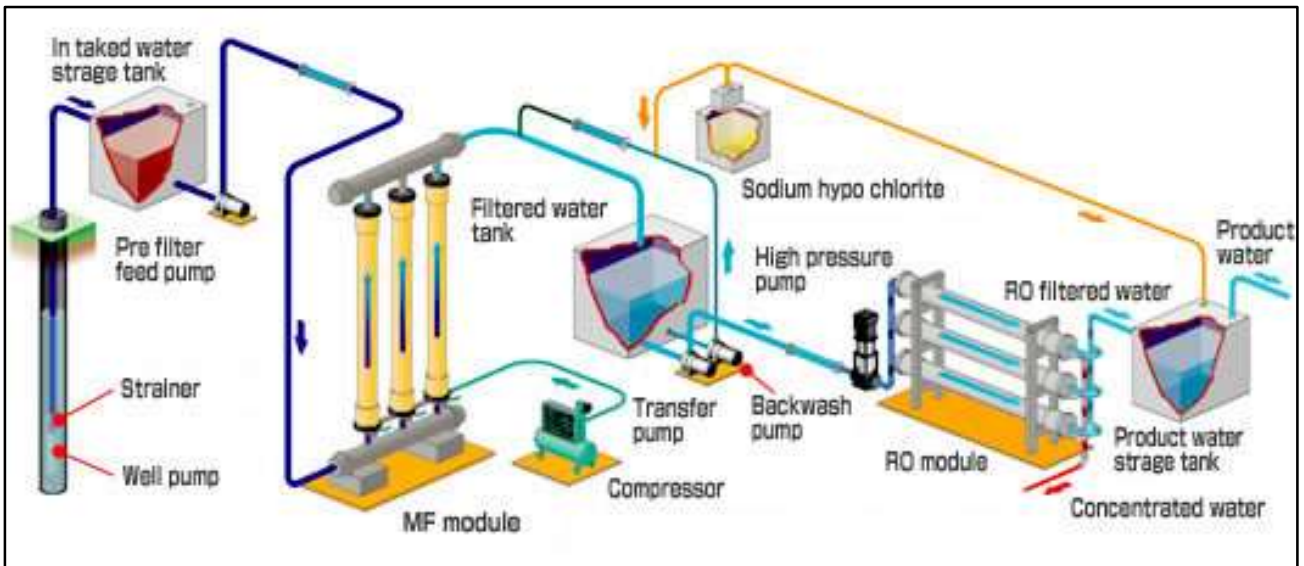 In taked water
strage tank
Pre filter
feed pump
Strainer
Well pump
MF module
Compressor
Filtered water
tank
Transfer
pump
Backwash
pump
High pressure
pump
Sodium hypo chlorite
RO module
RO filtered water
Product
water
Product water
strage tank
Concentrated water